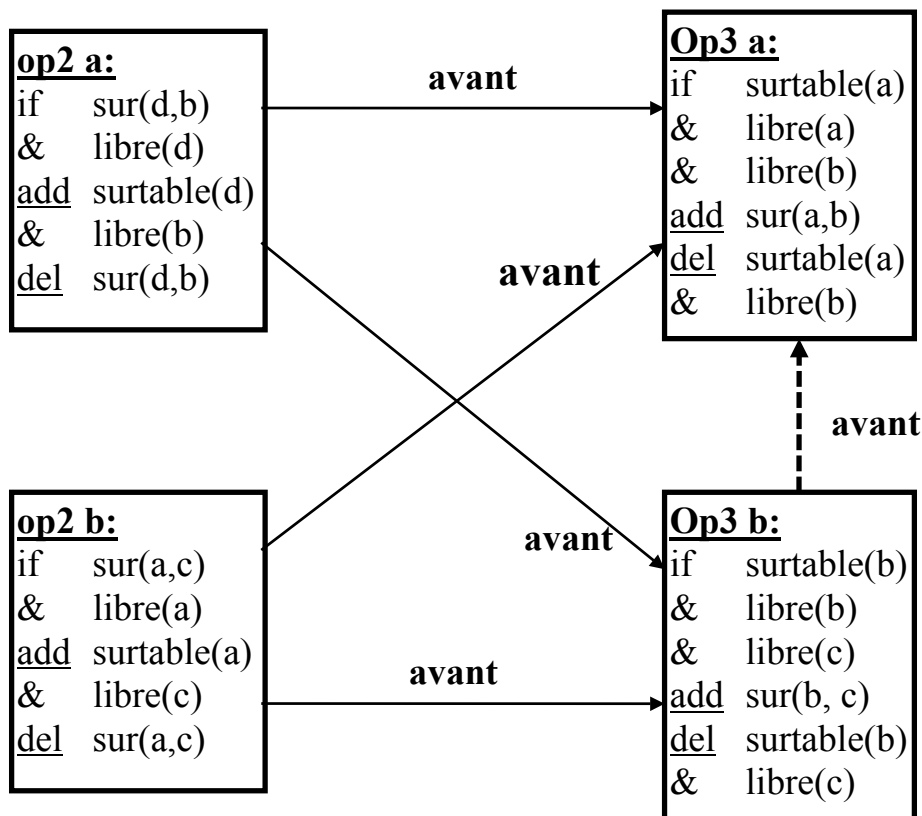 op2 a:
if sur(d,b)
& libre(d)
add surtable(d)
& libre(b)
del sur(d,b)
avant
Op3 a:
if surtable(a)
& libre(a)
& libre(b)
add sur(a,b)
del surtable(a)
& libre(b)
avant
avant
avant
op2 b:
if sur(a,c)
& libre(a)
add surtable(a)
& libre(c)
del sur(a,c)
avant
Op3 b:
if surtable(b)
& libre(b)
& libre(c)
add sur(b, c)
del surtable(b)
& libre(c)